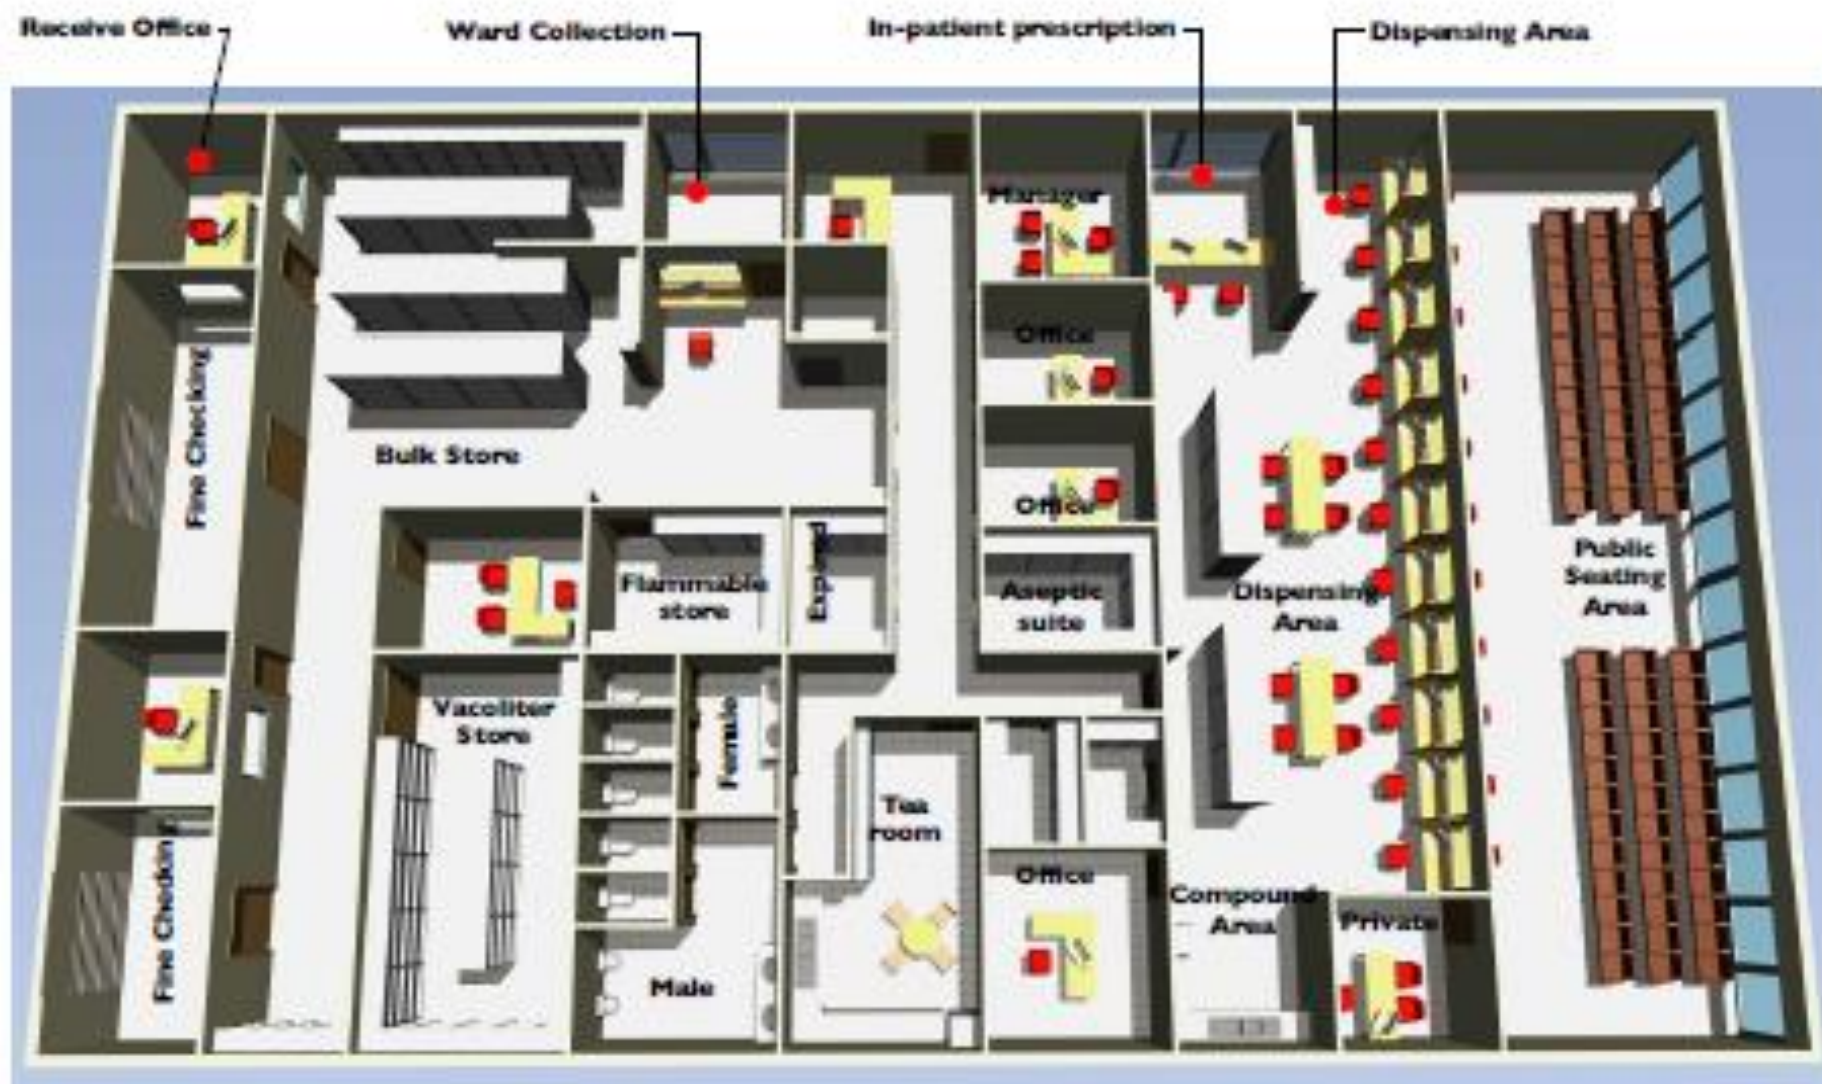 Receive Office
Ward Collection
In-patient prescription
Dispensing Area
Manager
Office
Fine Checking
Bulk Store
Office
Flammable
store
Expired
Aseptic
suite
Dispensing
Area
Public
Seating
Area
Vacoliter
Store
Female
Tea
room
Office
Compound
Area
Private
Fine Checking
Male